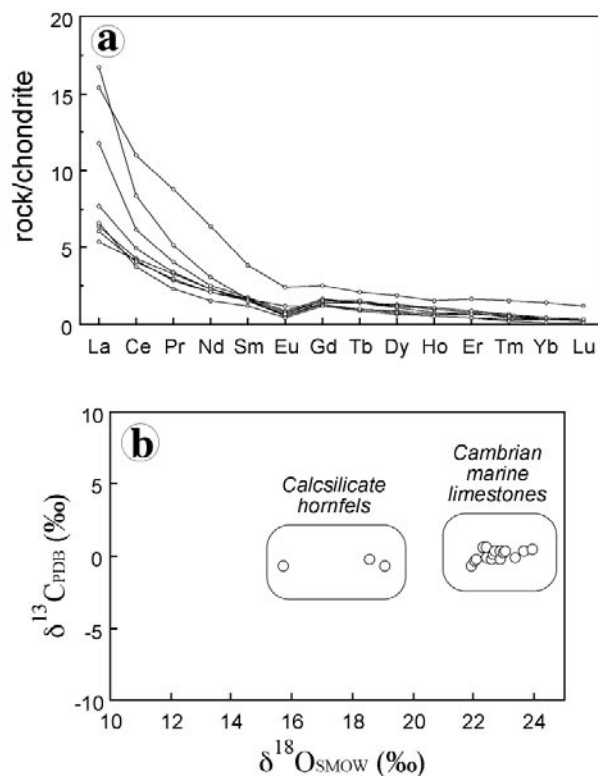 a
20
15
10
5
0
rock/chondrite
La Ce Pr Nd Sm Eu Gd Tb Dy Ho Er Tm Yb Lu
b
10
5
0
-5
-10
δ13CPDB (‰)
Calcsilicate
hornfels
Cambrian
marine
limestones
10 12 14 16 18 20 22 24
δ18OSMOW (‰)